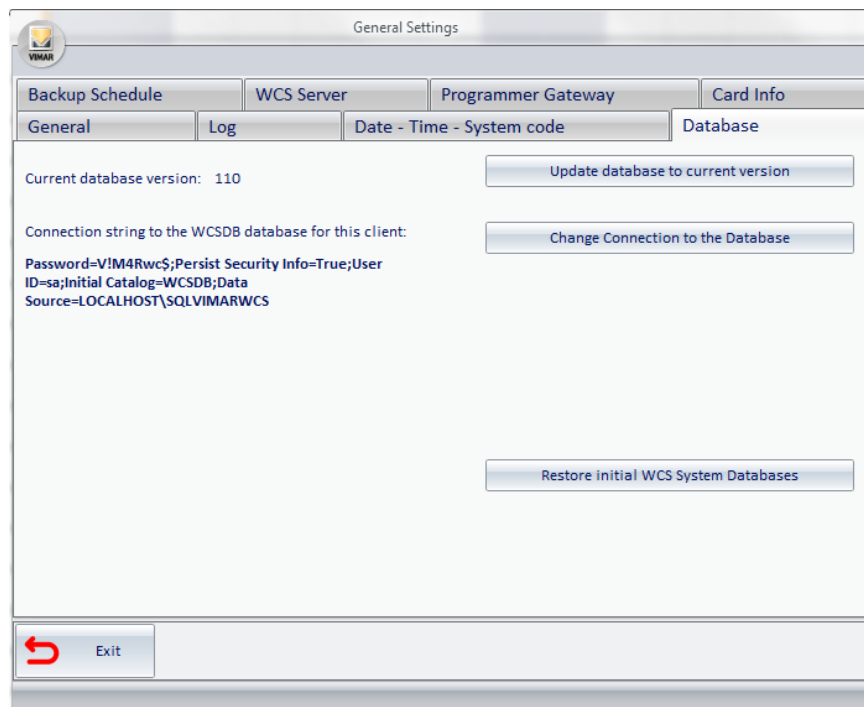 General Settings
VIMAR
Backup Schedule WCS Server Programmer Gateway Card Info
General Log Date - Time - System code Database
Current database version: 110
Update database to current version
Connection string to the WCSDB database for this client:
Change Connection to the Database
Password=V!M4Rwc$;Persist Security Info=True;User
ID=sa;Initial Catalog=WCSDB;Data
Source=LOCALHOST\SQLVIMARWCS
Restore initial WCS System Databases
Exit